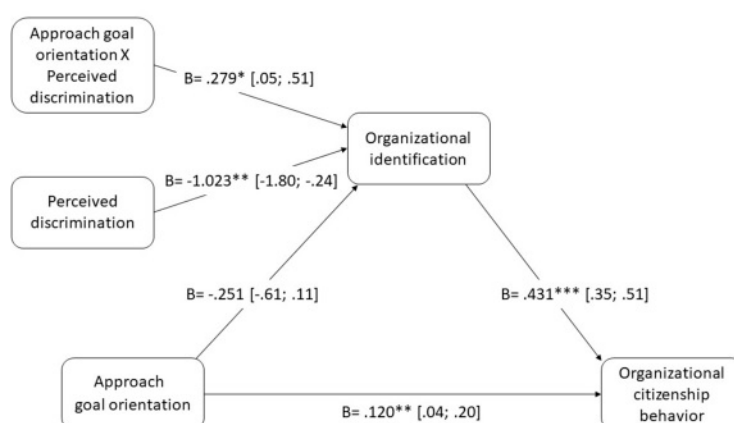 Approach goal
orientation X
Perceived
discrimination
B= .279* [.05; .51]
Organizational
identification
B= -1.023** [-1.80; -.24]
Perceived
discrimination
B= -.251 [-.61; .11]
B= .431*** [.35; .51]
Approach
goal orientation
B= .120** [.04; .20]
Organizational
citizenship
behavior